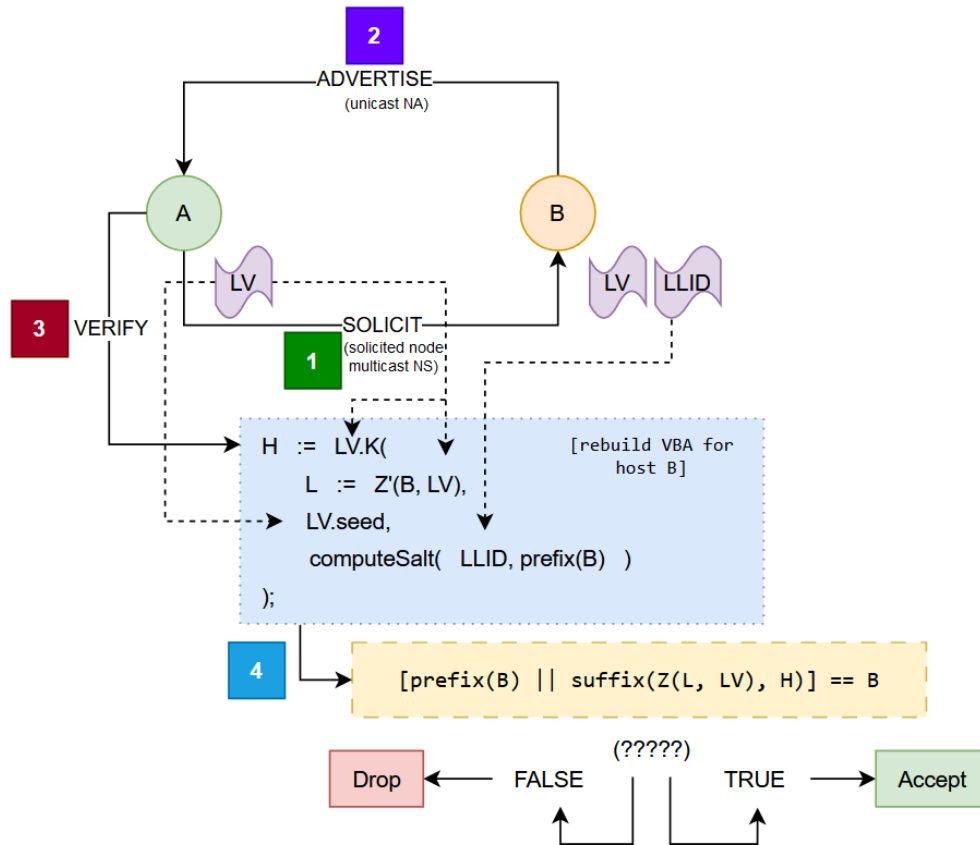 2
ADVERTISE
(unicast NA)
A
B
LV
LV
LLID
3
VERIFY
SOLICIT
1
(solicited node
multicast NS)
H := LV.K(
[rebuild VBA for
host B]
L := Z'(B, LV),
LV.seed,
computeSalt( LLID, prefix(B) )
);
4
[prefix(B) || suffix(Z(L, LV), H)] == B
(?????)
Drop
FALSE
TRUE
Accept